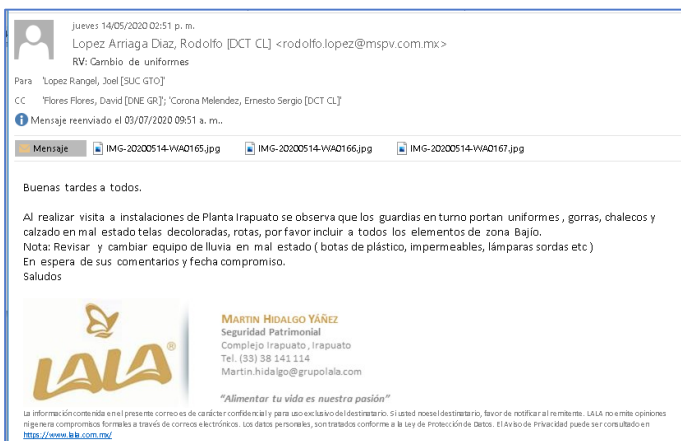 jueves 14/05/2020 02:51 p. m.
Lopez Arriaga Diaz, Rodolfo [DCT CL] <rodolfo.lopez@mspv.com.mx>
RV: Cambio de uniformes
Para 'Lopez Rangel, Joel [SUC GTO]'
CC 'Flores Flores, David [DNE GR]'; 'Corona Melendez, Ernesto Sergio [DCT CL]'
Mensaje reenviado el 03/07/2020 09:51 a. m..
Mensaje IMG-20200514-WA0165.jpg IMG-20200514-WA0166.jpg IMG-20200514-WA0167.jpg
Buenas tardes a todos.
Al realizar visita a instalaciones de Planta Irapuato se observa que los guardias en turno portan uniformes , gorras, chalecos y
calzado en mal estado telas decoloradas, rotas, por favor incluir a todos los elementos de zona Bajío.
Nota: Revisar y cambiar equipo de lluvia en mal estado ( botas de plástico, impermeables, lámparas sordas etc )
En espera de sus comentarios y fecha compromiso.
Saludos
LALA®
MARTIN HIDALGO YÁÑEZ
Seguridad Patrimonial
Complejo Irapuato, Irapuato
Tel. (33) 38 141 114
Martin.hidalgo@grupolala.com
"Alimentar tu vida es nuestra pasión"
La información contenida en el presente correo es de carácter confidencial y para uso exclusivo del destinatario. Si usted no es el destinatario, favor de notificar al remitente. LALA no emite opiniones
ni genera compromisos formales a través de correos electrónicos. Los datos personales, son tratados conforme a la Ley de Protección de Datos. El Aviso de Privacidad puede ser consultado en
https://www.lala.com.mx/